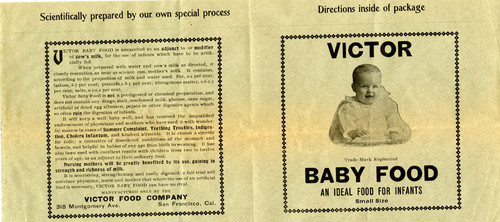 Scientifically prepared by our own special process
VICTOR BABY FOOD is unequalled as an adjunct to or modifier
of cow's milk, for the use of infants which have to be artifi-
cially fed.
When prepared with water and cow's milk as directed, it
closely resembles, as near as science can, mother's milk. It contains,
according to the proportion of milk and water used: Fat,
lactose, 6.7 per cent; proteids, 2.1 per cent; albuminous matter,
per cent; salts, per cent.
Victor Baby Food is not a predigested or chemical preparation, and
does not contain any drugs, malt, condensed milk, glucose, cane sugar,
artificial or dried egg albumen, pepsin or other digestive agents which
so often ruin the digestion of infants.
It will keep a well baby well, and has received the unqualified
endorsement of physicians and mothers who have used it with wonder-
ful success in cases of Summer Complaint, Teething Troubles, Indiges-
tion, Cholera Infantum, and kindred ailments. It is almost a specific
for colic; a corrector of disordered conditions of the stomach and
bowels, and helpful to babies of any age from birth to weaning. It has
also been used with excellent results with children from two to twelve
years of age, as an adjunct to their ordinary food.
Nursing mothers will be greatly benefited by its use, gaining in
strength and richness of milk.
It is nourishing, strengthening and easily digested; a fair trial will
convince physician, nurse and mother that where the use of an artificial
food is necessity, VICTOR BABY FOOD can have no rival.
MANUFACTURED ONLY BY THE
VICTOR FOOD COMPANY
318 Montgomery Ave. San Francisco, Cal.
Directions inside of package
VICTOR
Trade-Mark Registered
BABY FOOD
AN IDEAL FOOD FOR INFANTS
Small Size